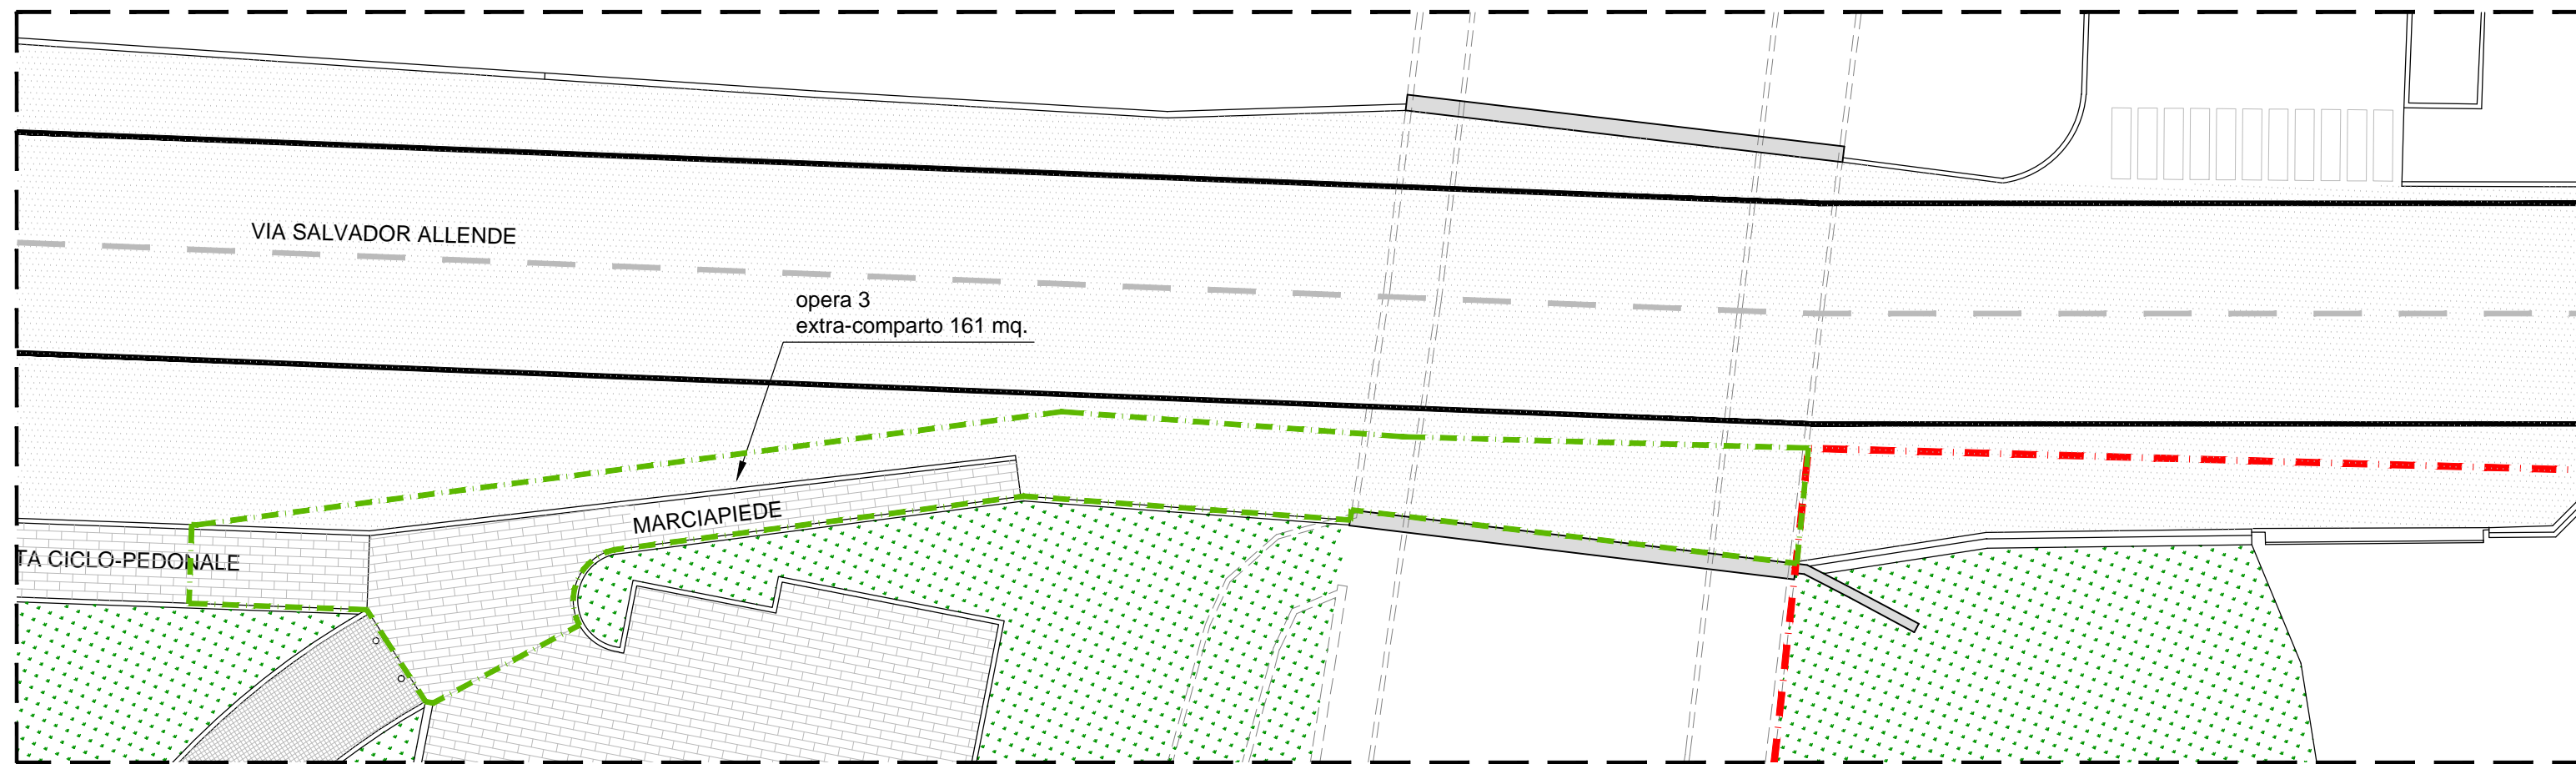 VIA SALVADOR ALLENDE
opera 3
extra-comparto 161 mq.
MARCIAPIEDE
TA CICLO-PEDONALE